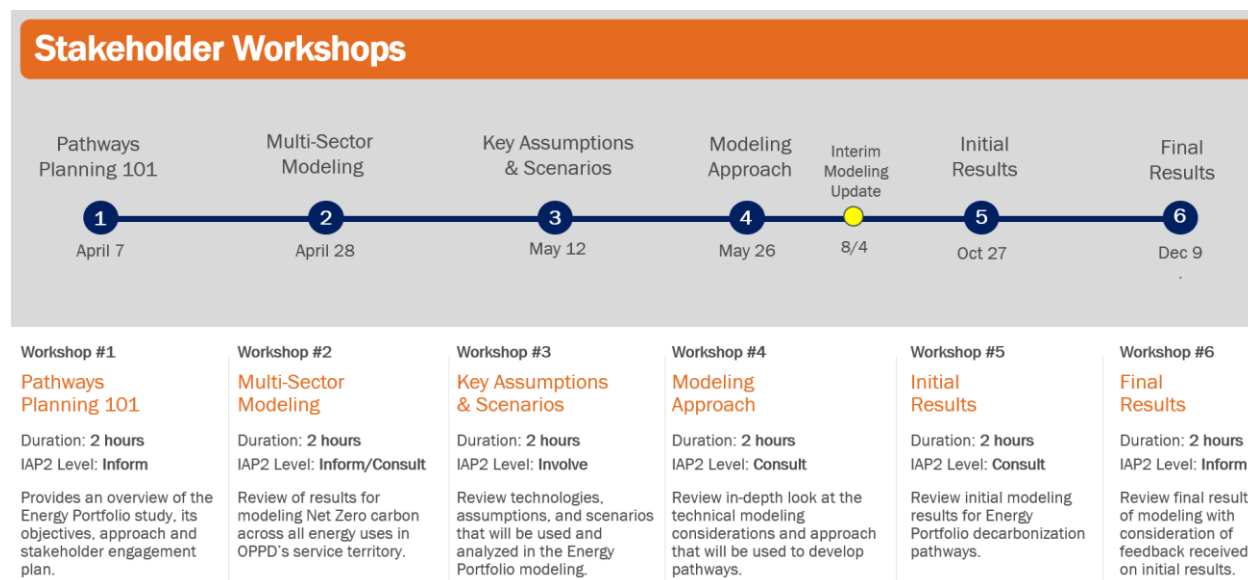 Stakeholder Workshops
Pathways
Planning 101
Multi-Sector
Modeling
Key Assumptions
& Scenarios
Modeling
Approach
Interim
Modeling
Update
Initial
Results
Final
Results
1
2
3
4
5
6
April 7
April 28
May 12
May 26
8/4
Oct 27
Dec 9
.
Workshop #1
Pathways
Planning 101
Duration: 2 hours
IAP2 Level: Inform
Provides an overview of the
Energy Portfolio study, its
objectives, approach and
stakeholder engagement
plan.
Workshop #2
Multi-Sector
Modeling
Duration: 2 hours
IAP2 Level: Inform/Consult
Review of results for
modeling Net Zero carbon
across all energy uses in
OPPD's service territory.
Workshop #3
Key Assumptions
& Scenarios
Duration: 2 hours
IAP2 Level: Involve
Review technologies,
assumptions, and scenarios
that will be used and
analyzed in the Energy
Portfolio modeling.
Workshop #4
Modeling
Approach
Duration: 2 hours
IAP2 Level: Consult
Review in-depth look at the
technical modeling
considerations and approach
that will be used to develop
pathways.
Workshop #5
Initial
Results
Duration: 2 hours
IAP2 Level: Consult
Review initial modeling
results for Energy
Portfolio decarbonization
pathways.
Workshop #6
Final
Results
Duration: 2 hours
IAP2 Level: Inform
Review final result
of modeling with
consideration of
feedback received
on initial results.